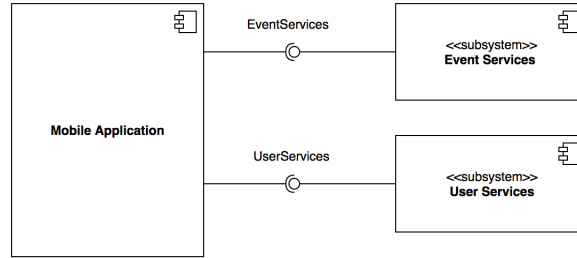 EventServices
<<subsystem>>
Event Services
Mobile Application
UserServices
<<subsystem>>
User Services